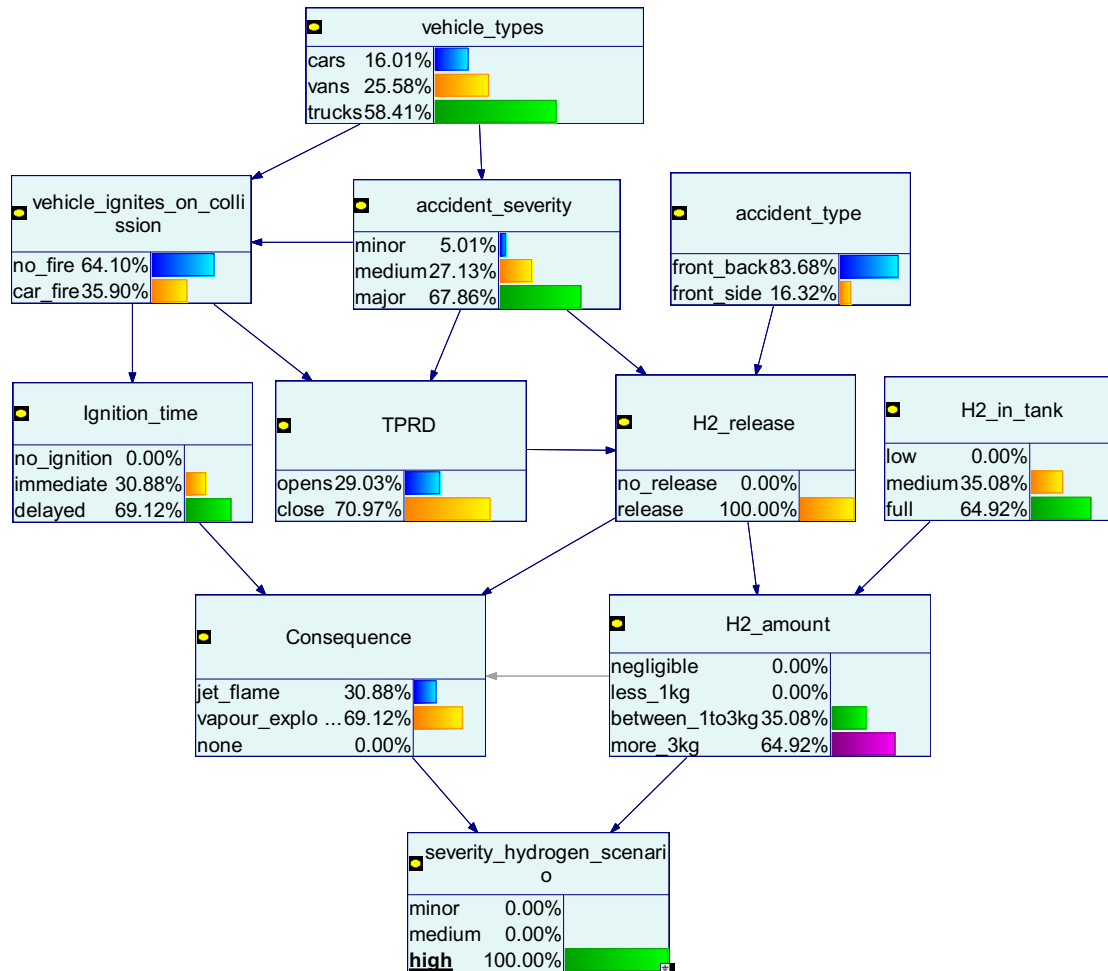 vehicle_types
cars 16.01%
vans 25.58%
trucks 58.41%
vehicle_ignites_on_colli
ssion
no_fire 64.10%
car_fire 35.90%
accident_severity
minor 5.01%
medium 27.13%
major 67.86%
accident_type
front_back 83.68%
front_side 16.32%
Ignition_time
no_ignition 0.00%
immediate 30.88%
delayed 69.12%
TPRD
opens 29.03%
close 70.97%
H2_release
no_release 0.00%
release 100.00%
H2_in_tank
low 0.00%
medium 35.08%
full 64.92%
Consequence
jet_flame 30.88%
vapour_explo ... 69.12%
none 0.00%
H2_amount
negligible 0.00%
less_1kg 0.00%
between_1to3kg 35.08%
more_3kg 64.92%
severity_hydrogen_scenari
o
minor 0.00%
medium 0.00%
high 100.00%